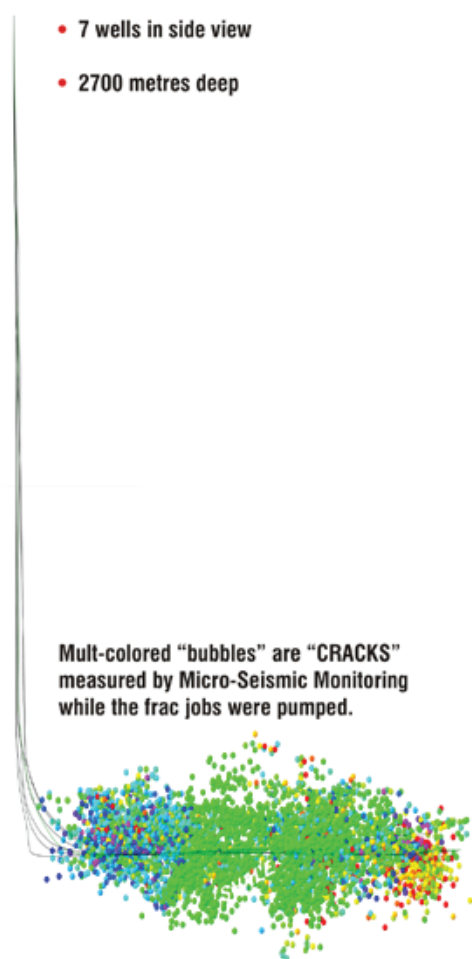 • 7 wells in side view
• 2700 metres deep
Mult-colored “bubbles” are “CRACKS”
measured by Micro-Seismic Monitoring
while the frac jobs were pumped.